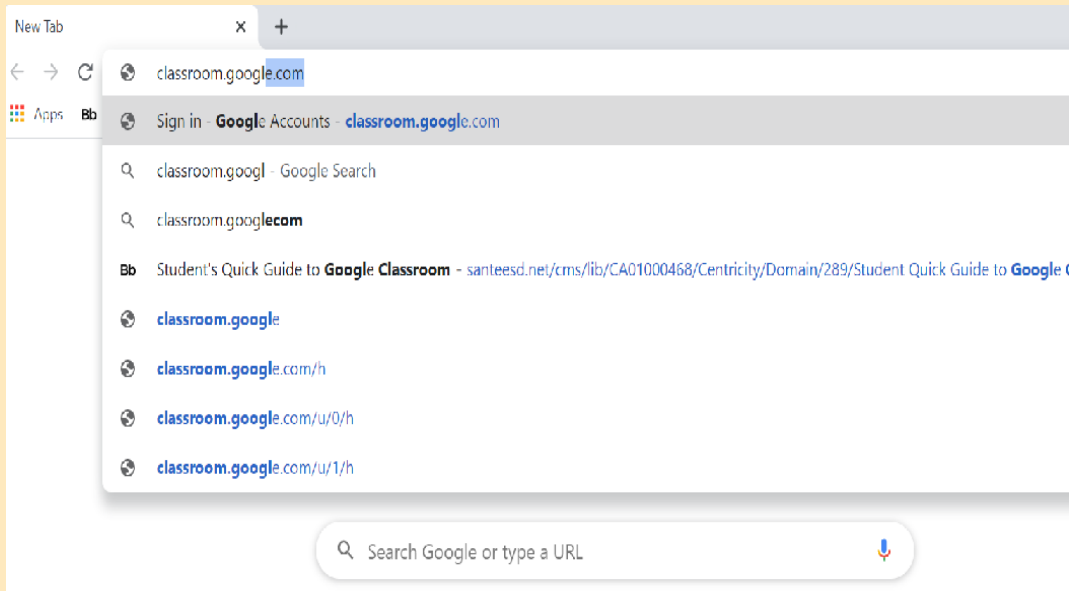 New Tab
classroom.google.com
Apps Bb
Sign in - Google Accounts - classroom.google.com
classroom.googl - Google Search
classroom.googlecom
Bb Student's Quick Guide to Google Classroom - santeesd.net/cms/lib/CA01000468/Centricity/Domain/289/Student Quick Guide to Google
classroom.google
classroom.google.com/h
classroom.google.com/u/0/h
classroom.google.com/u/1/h
Search Google or type a URL